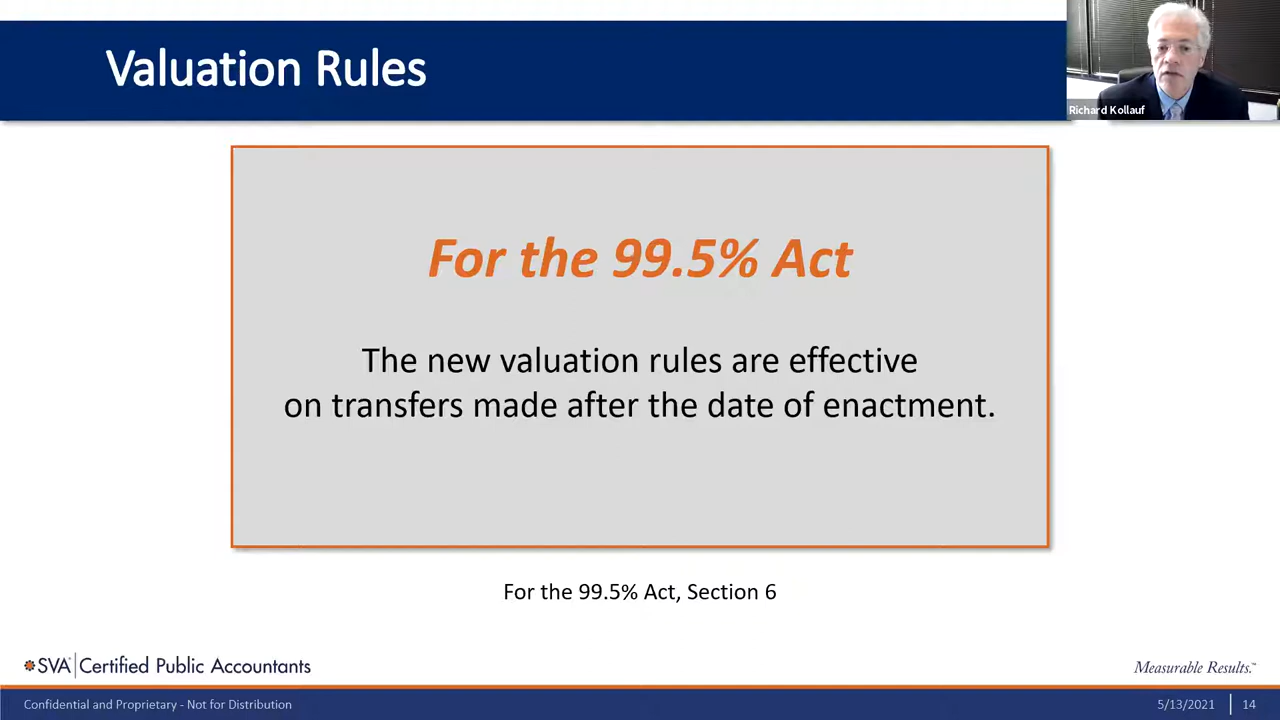 Valuation Rules
Richard Kollauf
For the 99.5% Act
The new valuation rules are effective
on transfers made after the date of enactment.
For the 99.5% Act, Section 6
SVA Certified Public Accountants
Measurable Results.™
Confidential and Proprietary - Not for Distribution
5/13/2021
14